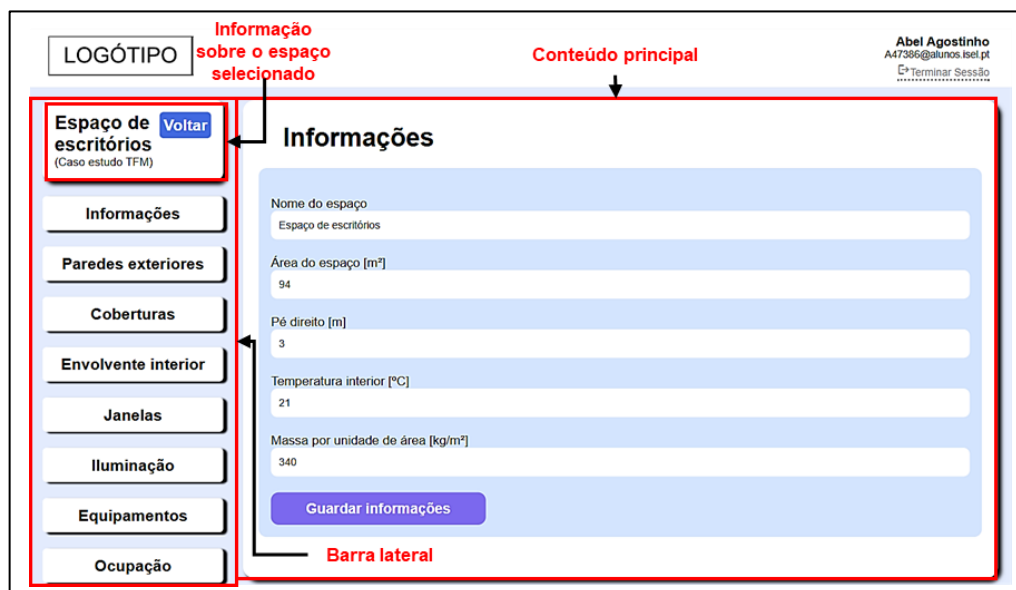 LOGÓTIPO
Informação
sobre o espaço
selecionado
Conteúdo principal
Abel Agostinho
A47386@alunos.isel.pt
Terminar Sessão
Espaço de
escritórios
(Caso estudo TFM)
Voltar
Informações
Paredes exteriores
Coberturas
Envolvente interior
Janelas
Iluminação
Equipamentos
Ocupação
Informações
Nome do espaço
Espaço de escritórios
Área do espaço [m²]
94
Pé direito [m]
3
Temperatura interior [ºC]
21
Massa por unidade de área [kg/m²]
340
Guardar informações
Barra lateral